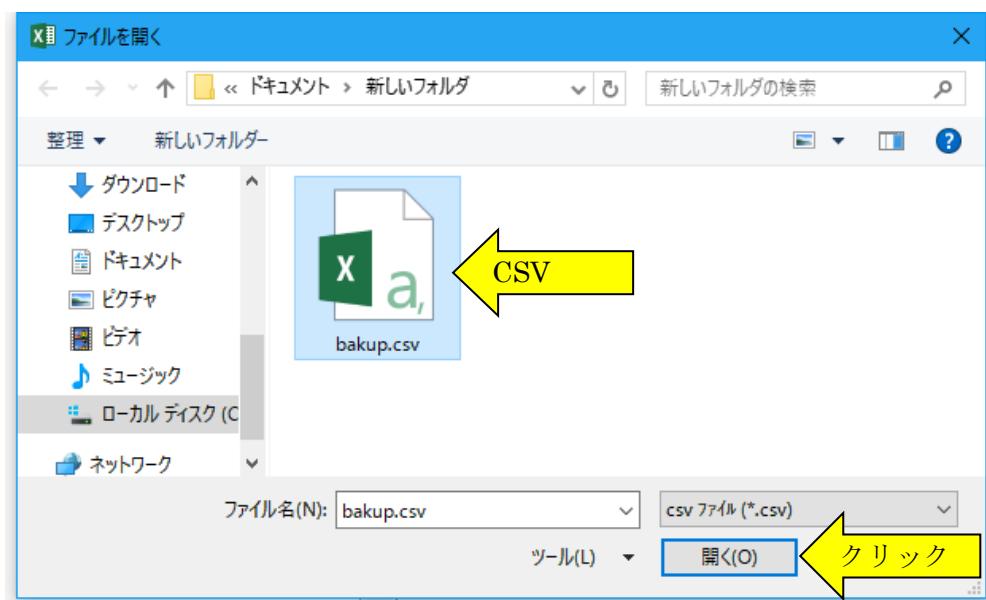 ファイルを開く
« ドキュメント › 新しいフォルダ
新しいフォルダの検索
整理
新しいフォルダー
ダウンロード
デスクトップ
ドキュメント
ピクチャ
ビデオ
ミュージック
ローカル ディスク (C
ネットワーク
X a,
CSV
bakup.csv
ファイル名(N): bakup.csv
csv ファイル (*.csv)
ツール(L)
開く(O)
クリック